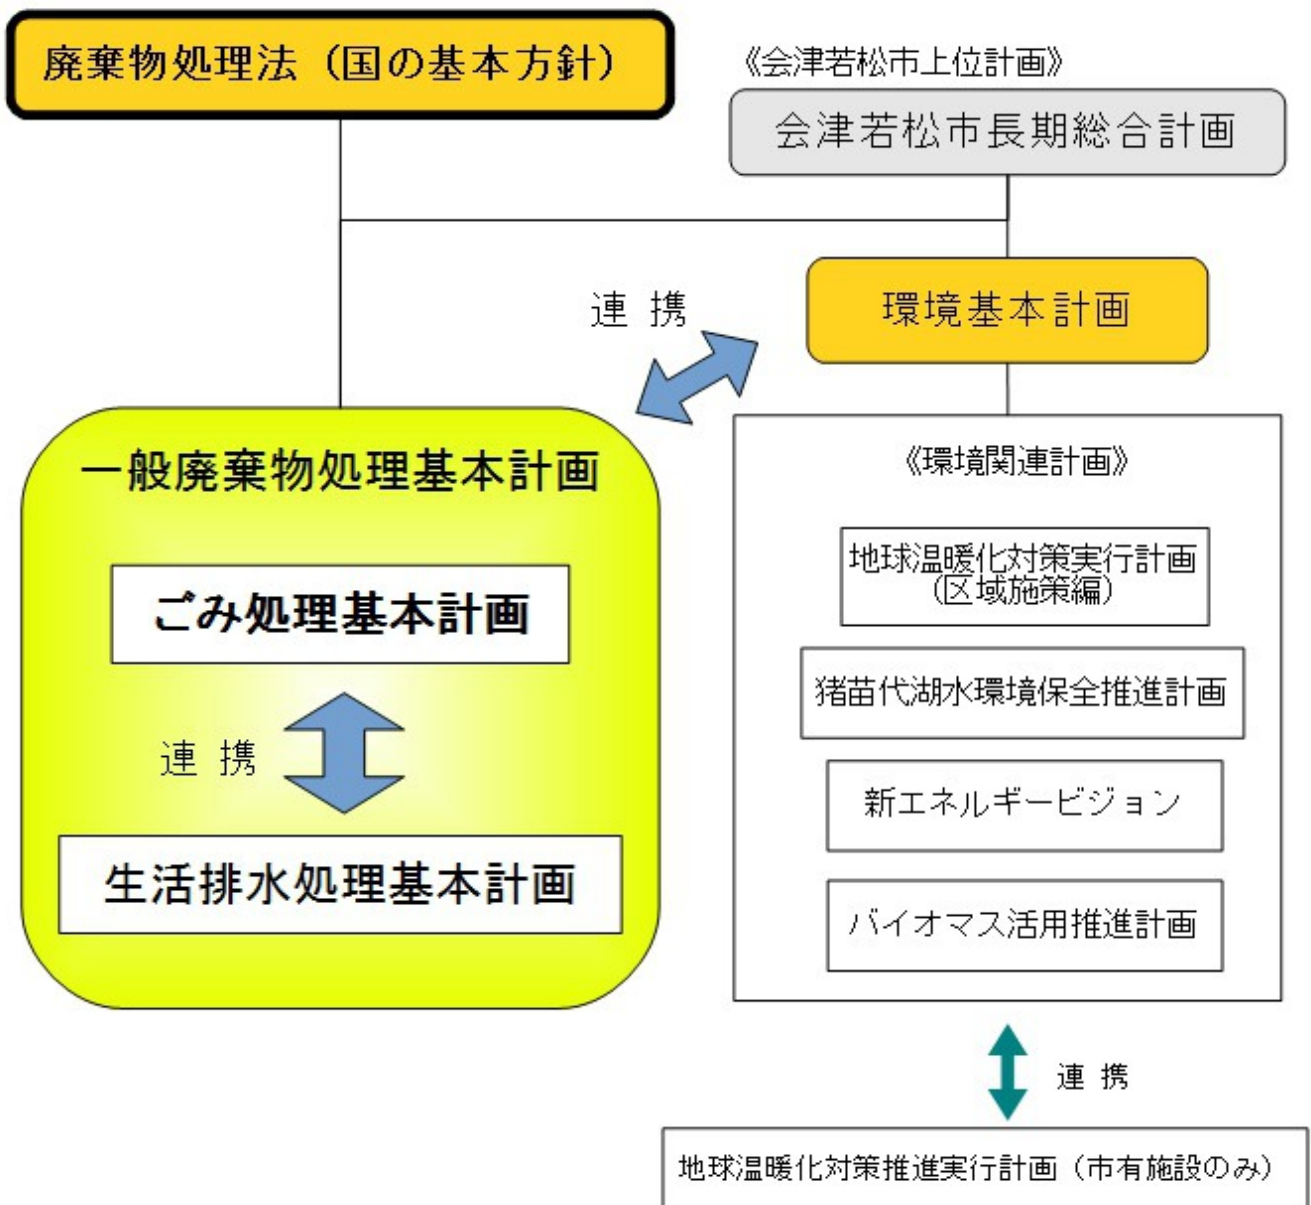 廃棄物処理法（国の基本方針）
《会津若松市上位計画》
会津若松市長期総合計画
環境基本計画
連 携
一般廃棄物処理基本計画
ごみ処理基本計画
連 携
生活排水処理基本計画
《環境関連計画》
地球温暖化対策実行計画
（区域施策編）
猪苗代湖水環境保全推進計画
新エネルギービジョン
バイオマス活用推進計画
連 携
地球温暖化対策推進実行計画（市有施設のみ）